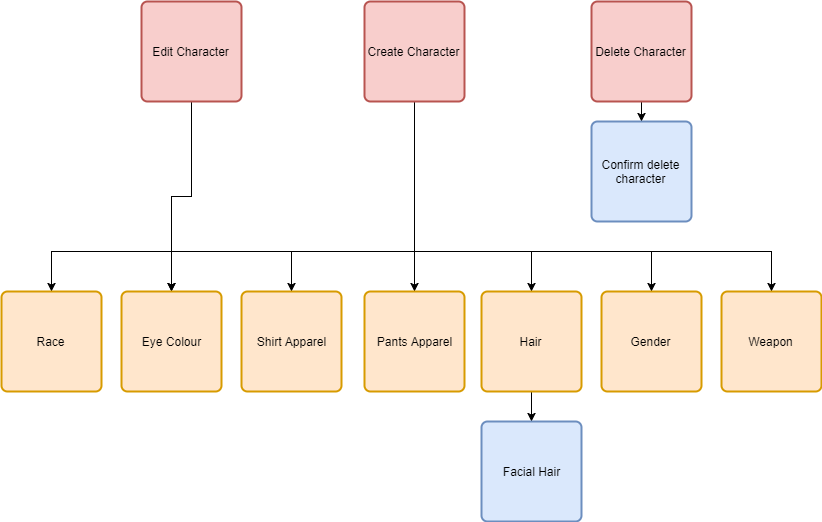 Edit Character
Create Character
Delete Character
Confirm delete
character
Race
Eye Colour
Shirt Apparel
Pants Apparel
Hair
Gender
Weapon
Facial Hair